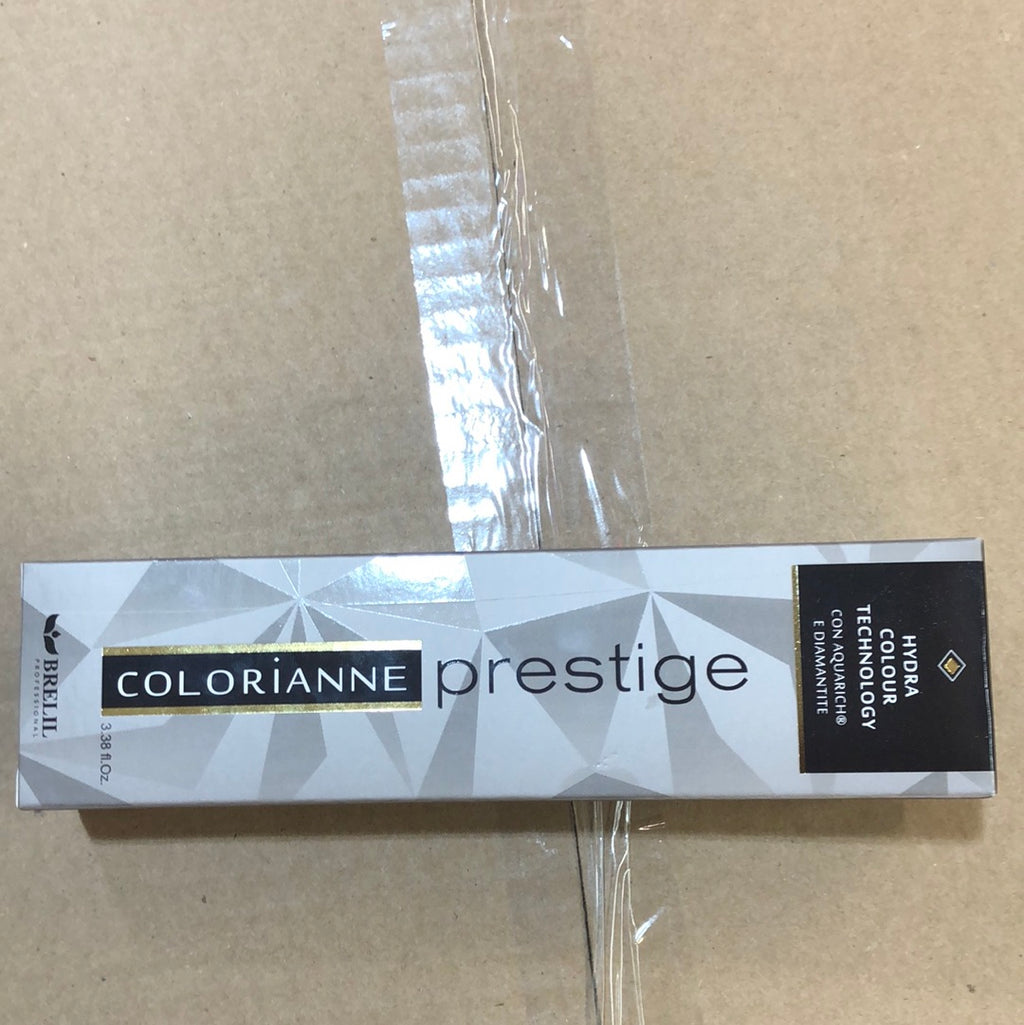 COLORiANNE prestige
BRELIL
PROFESSIONAL
3.38 fl.Oz.
HYDRA
COLOUR
TECHNOLOGY
CON AQUARICH®
E DIAMANTITE